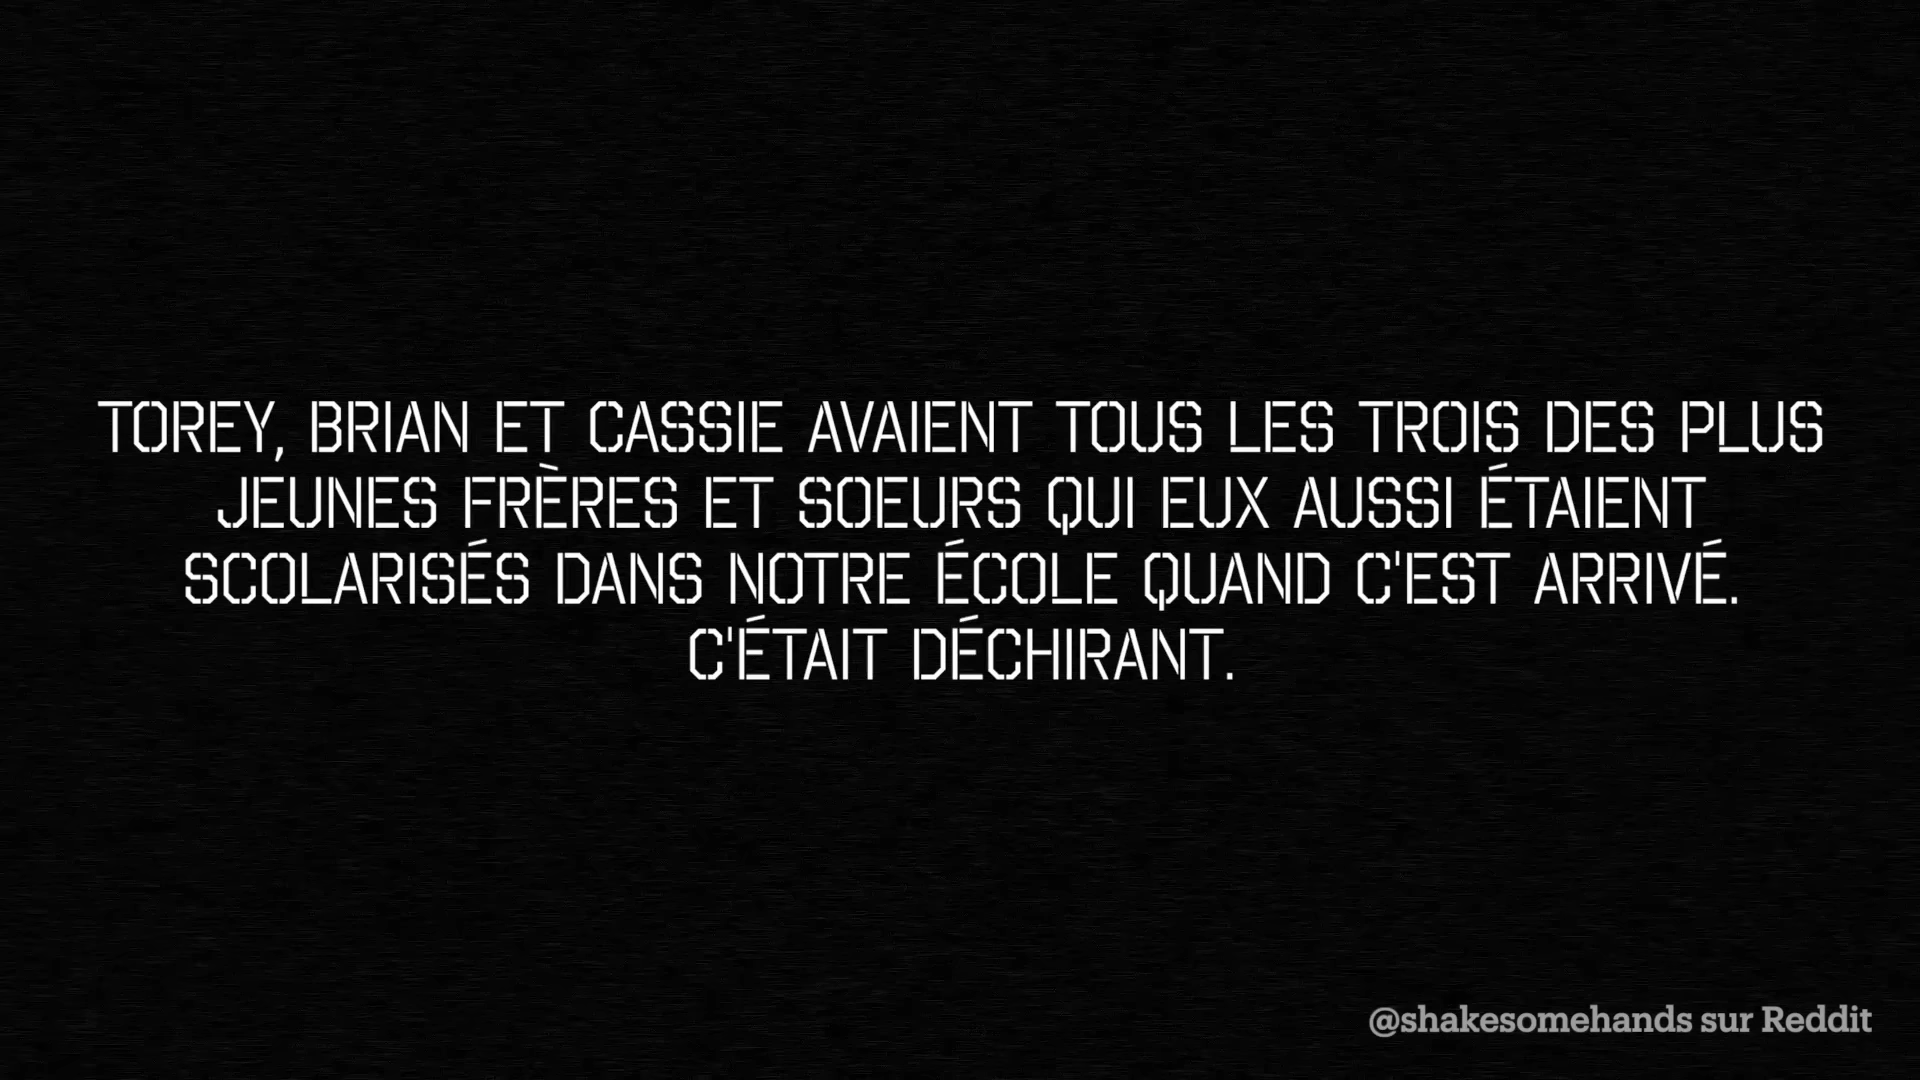 TOREY, BRIAN ET CASSIE AVAIENT TOUS LES TROIS DES PLUS
JEUNES FRÈRES ET SOEURS QUI EUX AUSSI ÉTAIENT
SCOLARISÉS DANS NOTRE ÉCOLE QUAND C'EST ARRIVÉ.
C'ÉTAIT DÉCHIRANT.
@shakesomehands sur Reddit